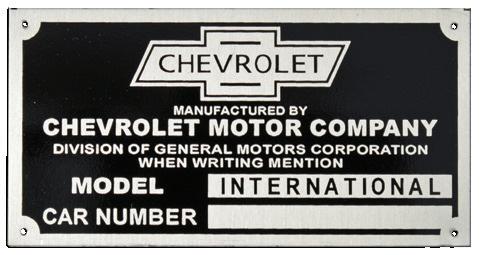 CHEVROLET
MANUFACTURED BY
CHEVROLET MOTOR COMPANY
DIVISION OF GENERAL MOTORS CORPORATION
WHEN WRITING MENTION
MODEL INTERNATIONAL
CAR NUMBER